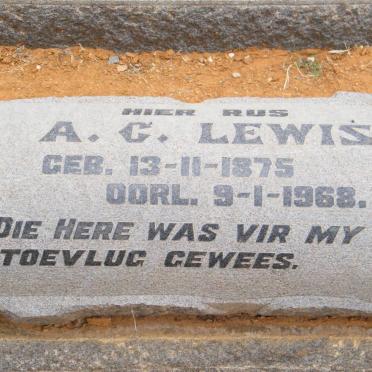 HIER RUS
A. G. LEWIS
GEB. 13-11-1875
OORL. 9-1-1968.
DIE HERE WAS VIR MY
TOEVLUG GEWEES.